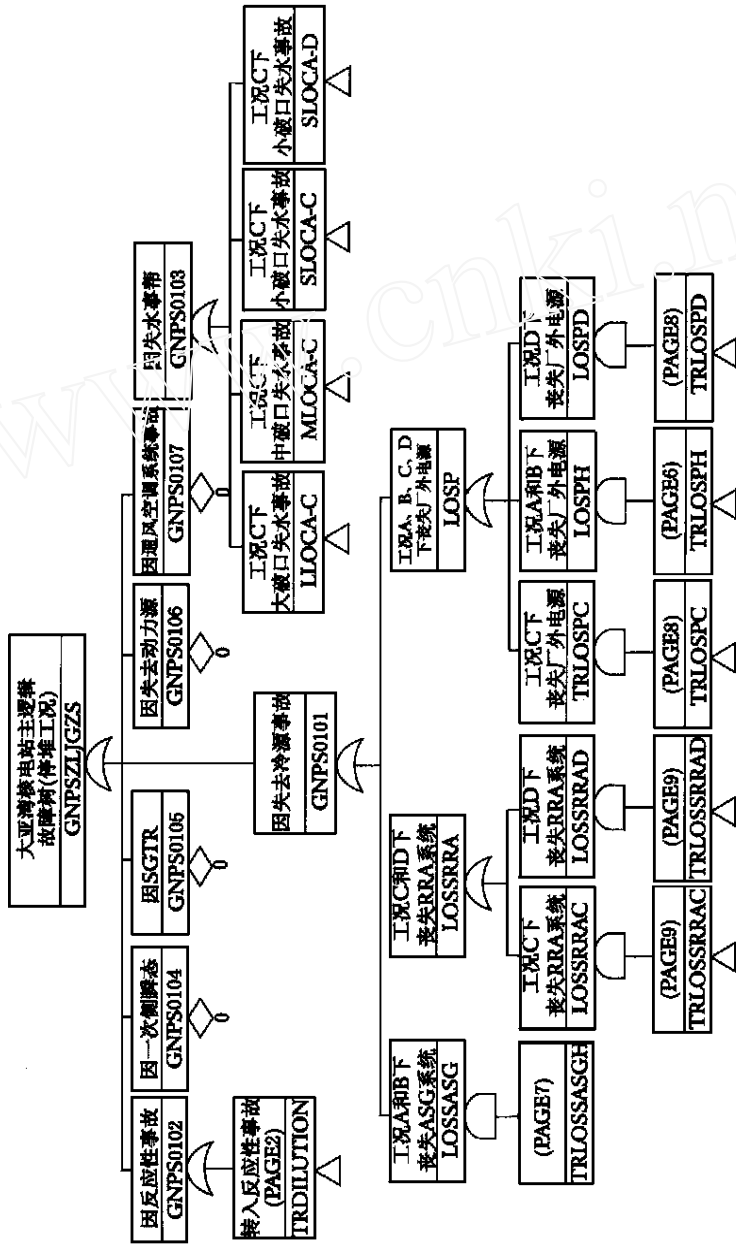 大亚湾核电站主逻辑
故障树(停堆工况)
GNPSZLJGZS
因反应性事故
GNPS0102
因一次侧瞬态
GNPS0104
0
因SGTR
GNPS0105
0
因失去动力源
GNPS0106
0
因通风空调系统事故
GNPS0107
0
因失水事故
GNPS0103
转入反应性事故
(PAGE2)
TRDILUTION
因失去冷源事故
GNPS0101
工况C下
大破口失水事故
LLOCA-C
工况C下
中破口失水事故
MLOCA-C
工况C下
小破口失水事故
SLOCA-C
工况C下
小破口失水事故
SLOCA-D
工况A和B下
丧失ASG系统
LOSSASG
工况C和D下
丧失RRA系统
LOSSRRA
工况A、B、C、D
下丧失厂外电源
LOSP
(PAGE7)
TRLOSSASGH
工况C下
丧失RRA系统
LOSSRRAC
工况D下
丧失RRA系统
LOSSRRAD
工况C下
丧失厂外电源
TRLOSPC
工况A和B下
丧失厂外电源
LOSPH
工况D下
丧失厂外电源
LOSPD
(PAGE9)
TRLOSSRRAC
(PAGE9)
TRLOSSRRAD
(PAGE8)
TRLOSPC
(PAGE6)
TRLOSPH
(PAGE8)
TRLOSPD
www.cnki.n